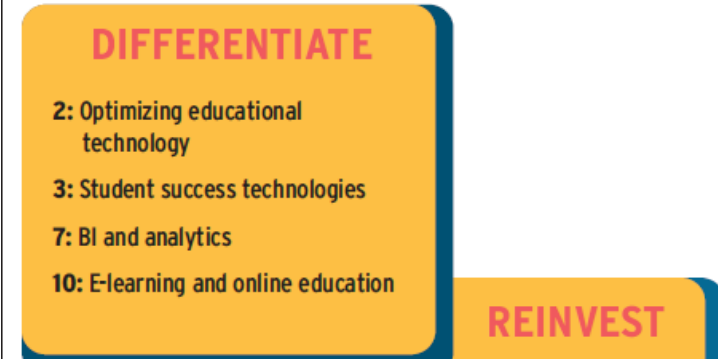 DIFFERENTIATE
2: Optimizing educational
technology
3: Student success technologies
7: BI and analytics
10: E-learning and online education
REINVEST